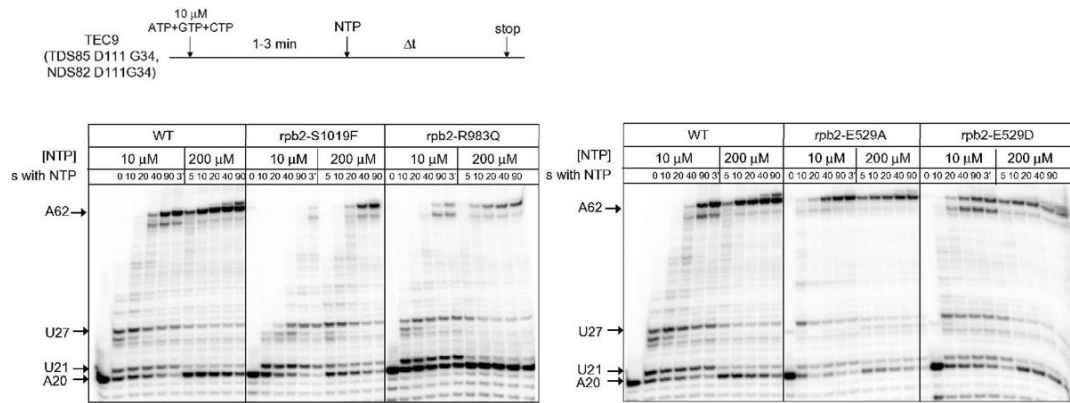 10 µM
ATP+GTP+CTP
NTP
stop
TEC9
1-3 min
Δt
(TDS85 D111 G34,
NDS82 D111G34)
WT
rpb2-S1019F
rpb2-R983Q
[NTP]
10 µM
200 µM
10 µM
200 µM
10 µM
200 µM
s with NTP
0 10 20 40 90 3' 5 10 20 40 90
0 10 20 40 90 3' 5 10 20 40 90
0 10 20 40 90 3' 5 10 20 40 90
A62
U27
U21
A20
WT
rpb2-E529A
rpb2-E529D
[NTP]
10 µM
200 µM
10 µM
200 µM
10 µM
200 µM
s with NTP
0 10 20 40 90 3' 5 10 20 40 90
0 10 20 40 90 3' 5 10 20 40 90
0 10 20 40 90 3' 5 10 20 40 90
A62
U27
U21
A20